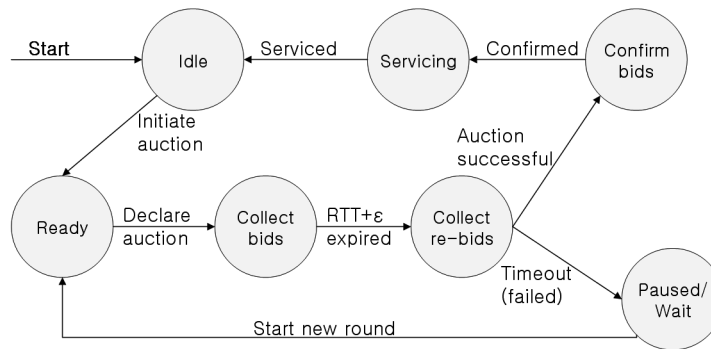 Start
Idle
Serviced
Servicing
Confirmed
Confirm
bids
Initiate
auction
Auction
successful
Ready
Declare
auction
Collect
bids
RTT+ε
expired
Collect
re-bids
Timeout
(failed)
Paused/
Wait
Start new round